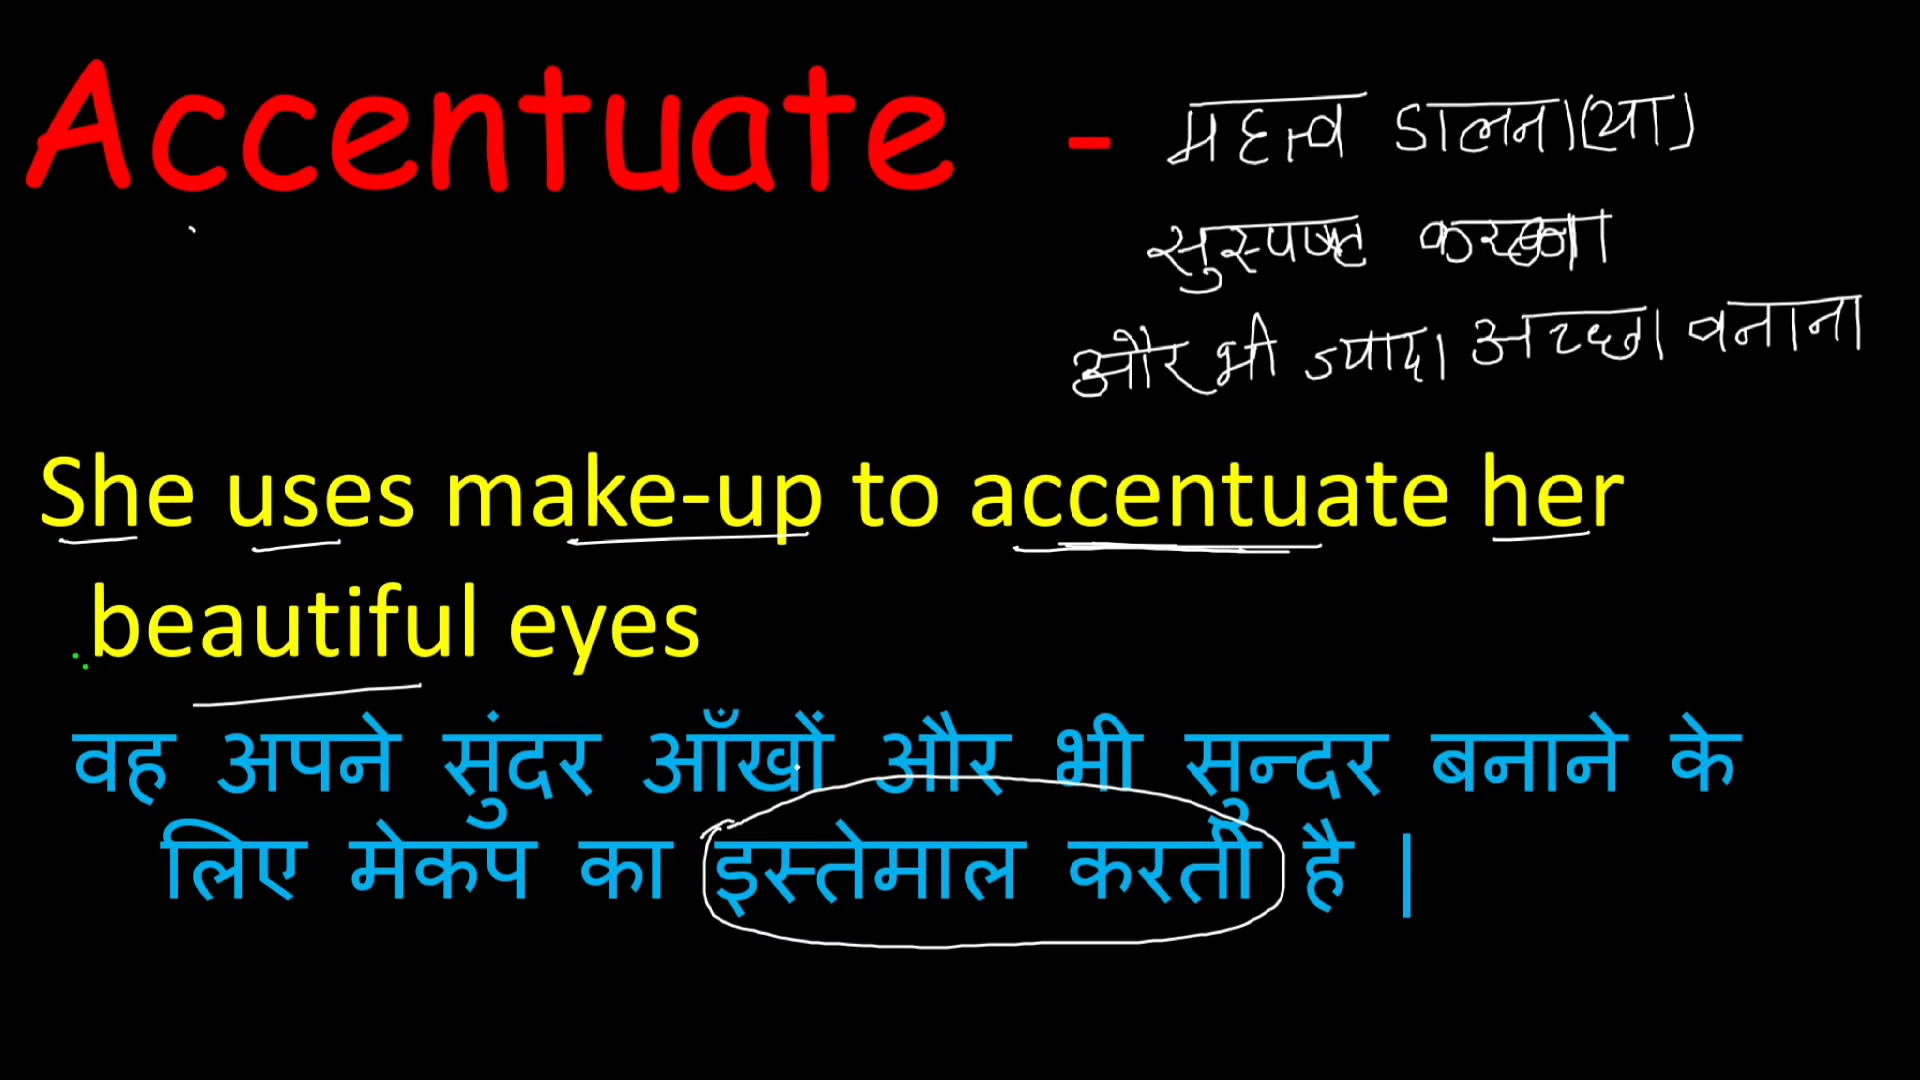 Accentuate - महत्व डालना (या)
सुस्पष्ट करना
और भी ज्यादा अच्छा बनाना
She uses make-up to accentuate her
beautiful eyes
वह अपने सुंदर आँखों और भी सुन्दर बनाने के
लिए मेकप का इस्तेमाल करती है |